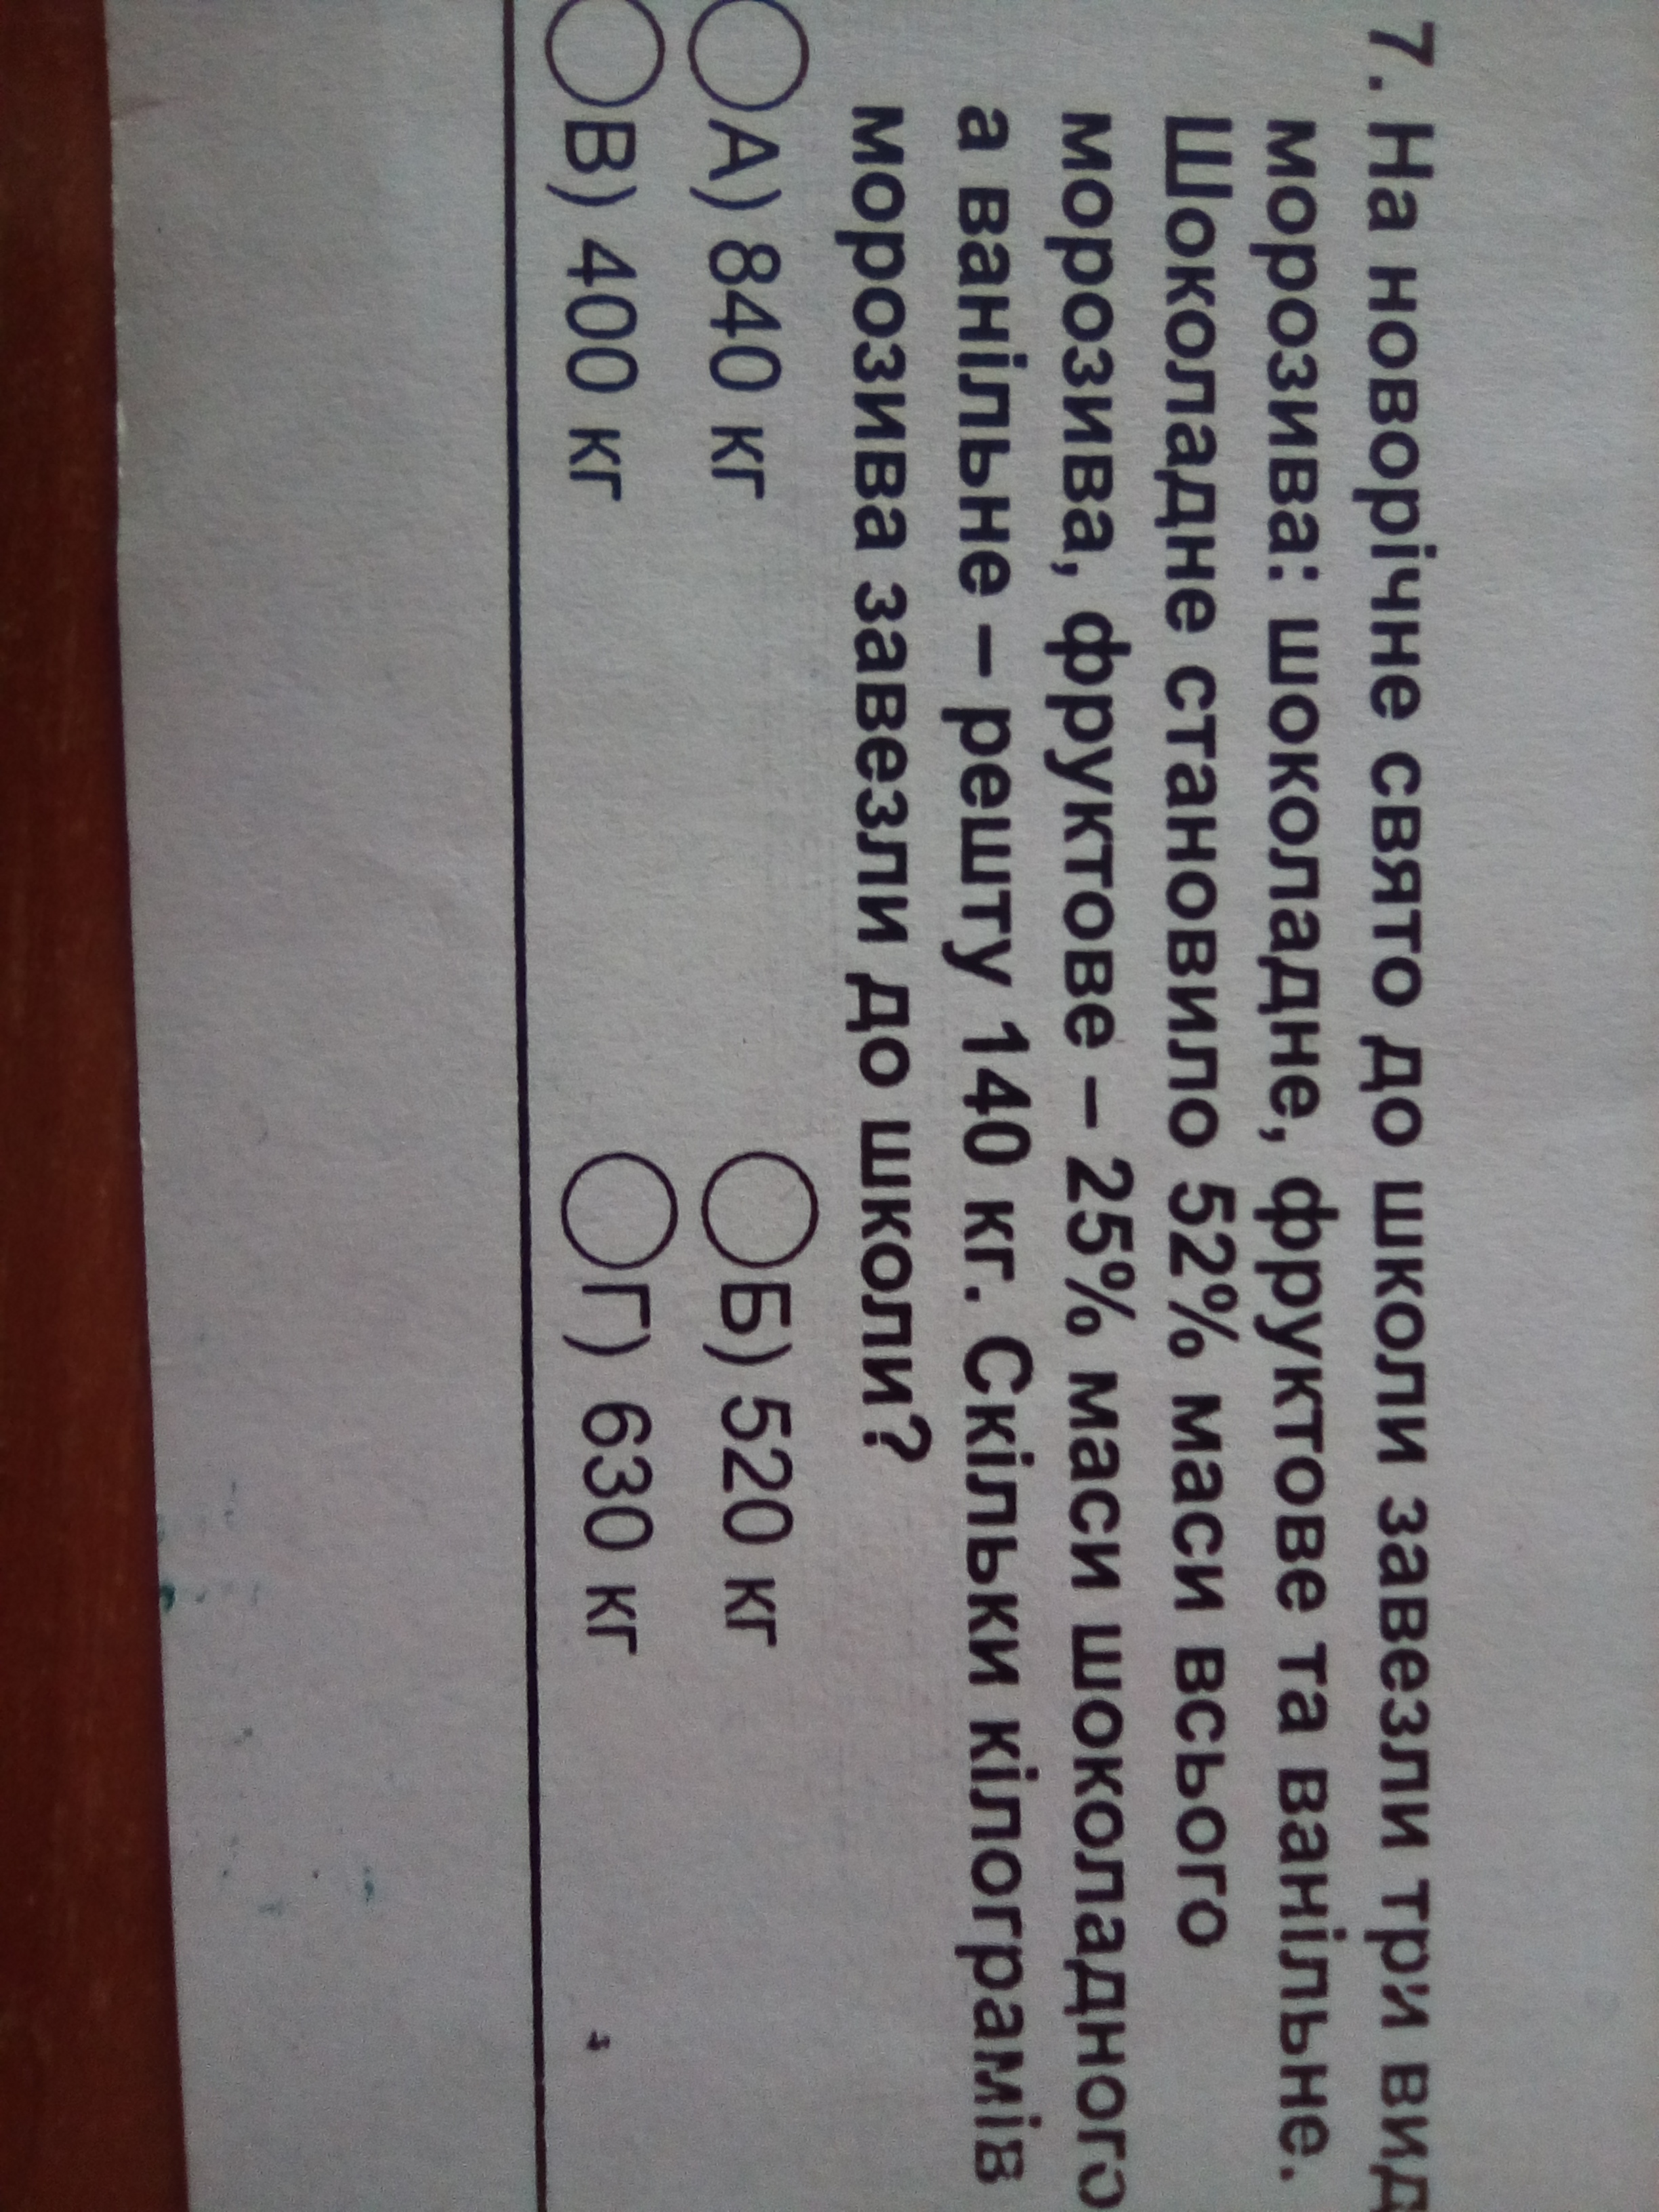 7. На новорічне свято до школи завезли три вид
морозива: шоколадне, фруктове та ванільне.
Шоколадне становило 52% маси всього
морозива, фруктове – 25% маси шоколадного
а ванільне – решту 140 кг. Скільки кілограмів
морозива завезли до школи?
А) 840 кг Б) 520 кг
В) 400 кг Г) 630 кг